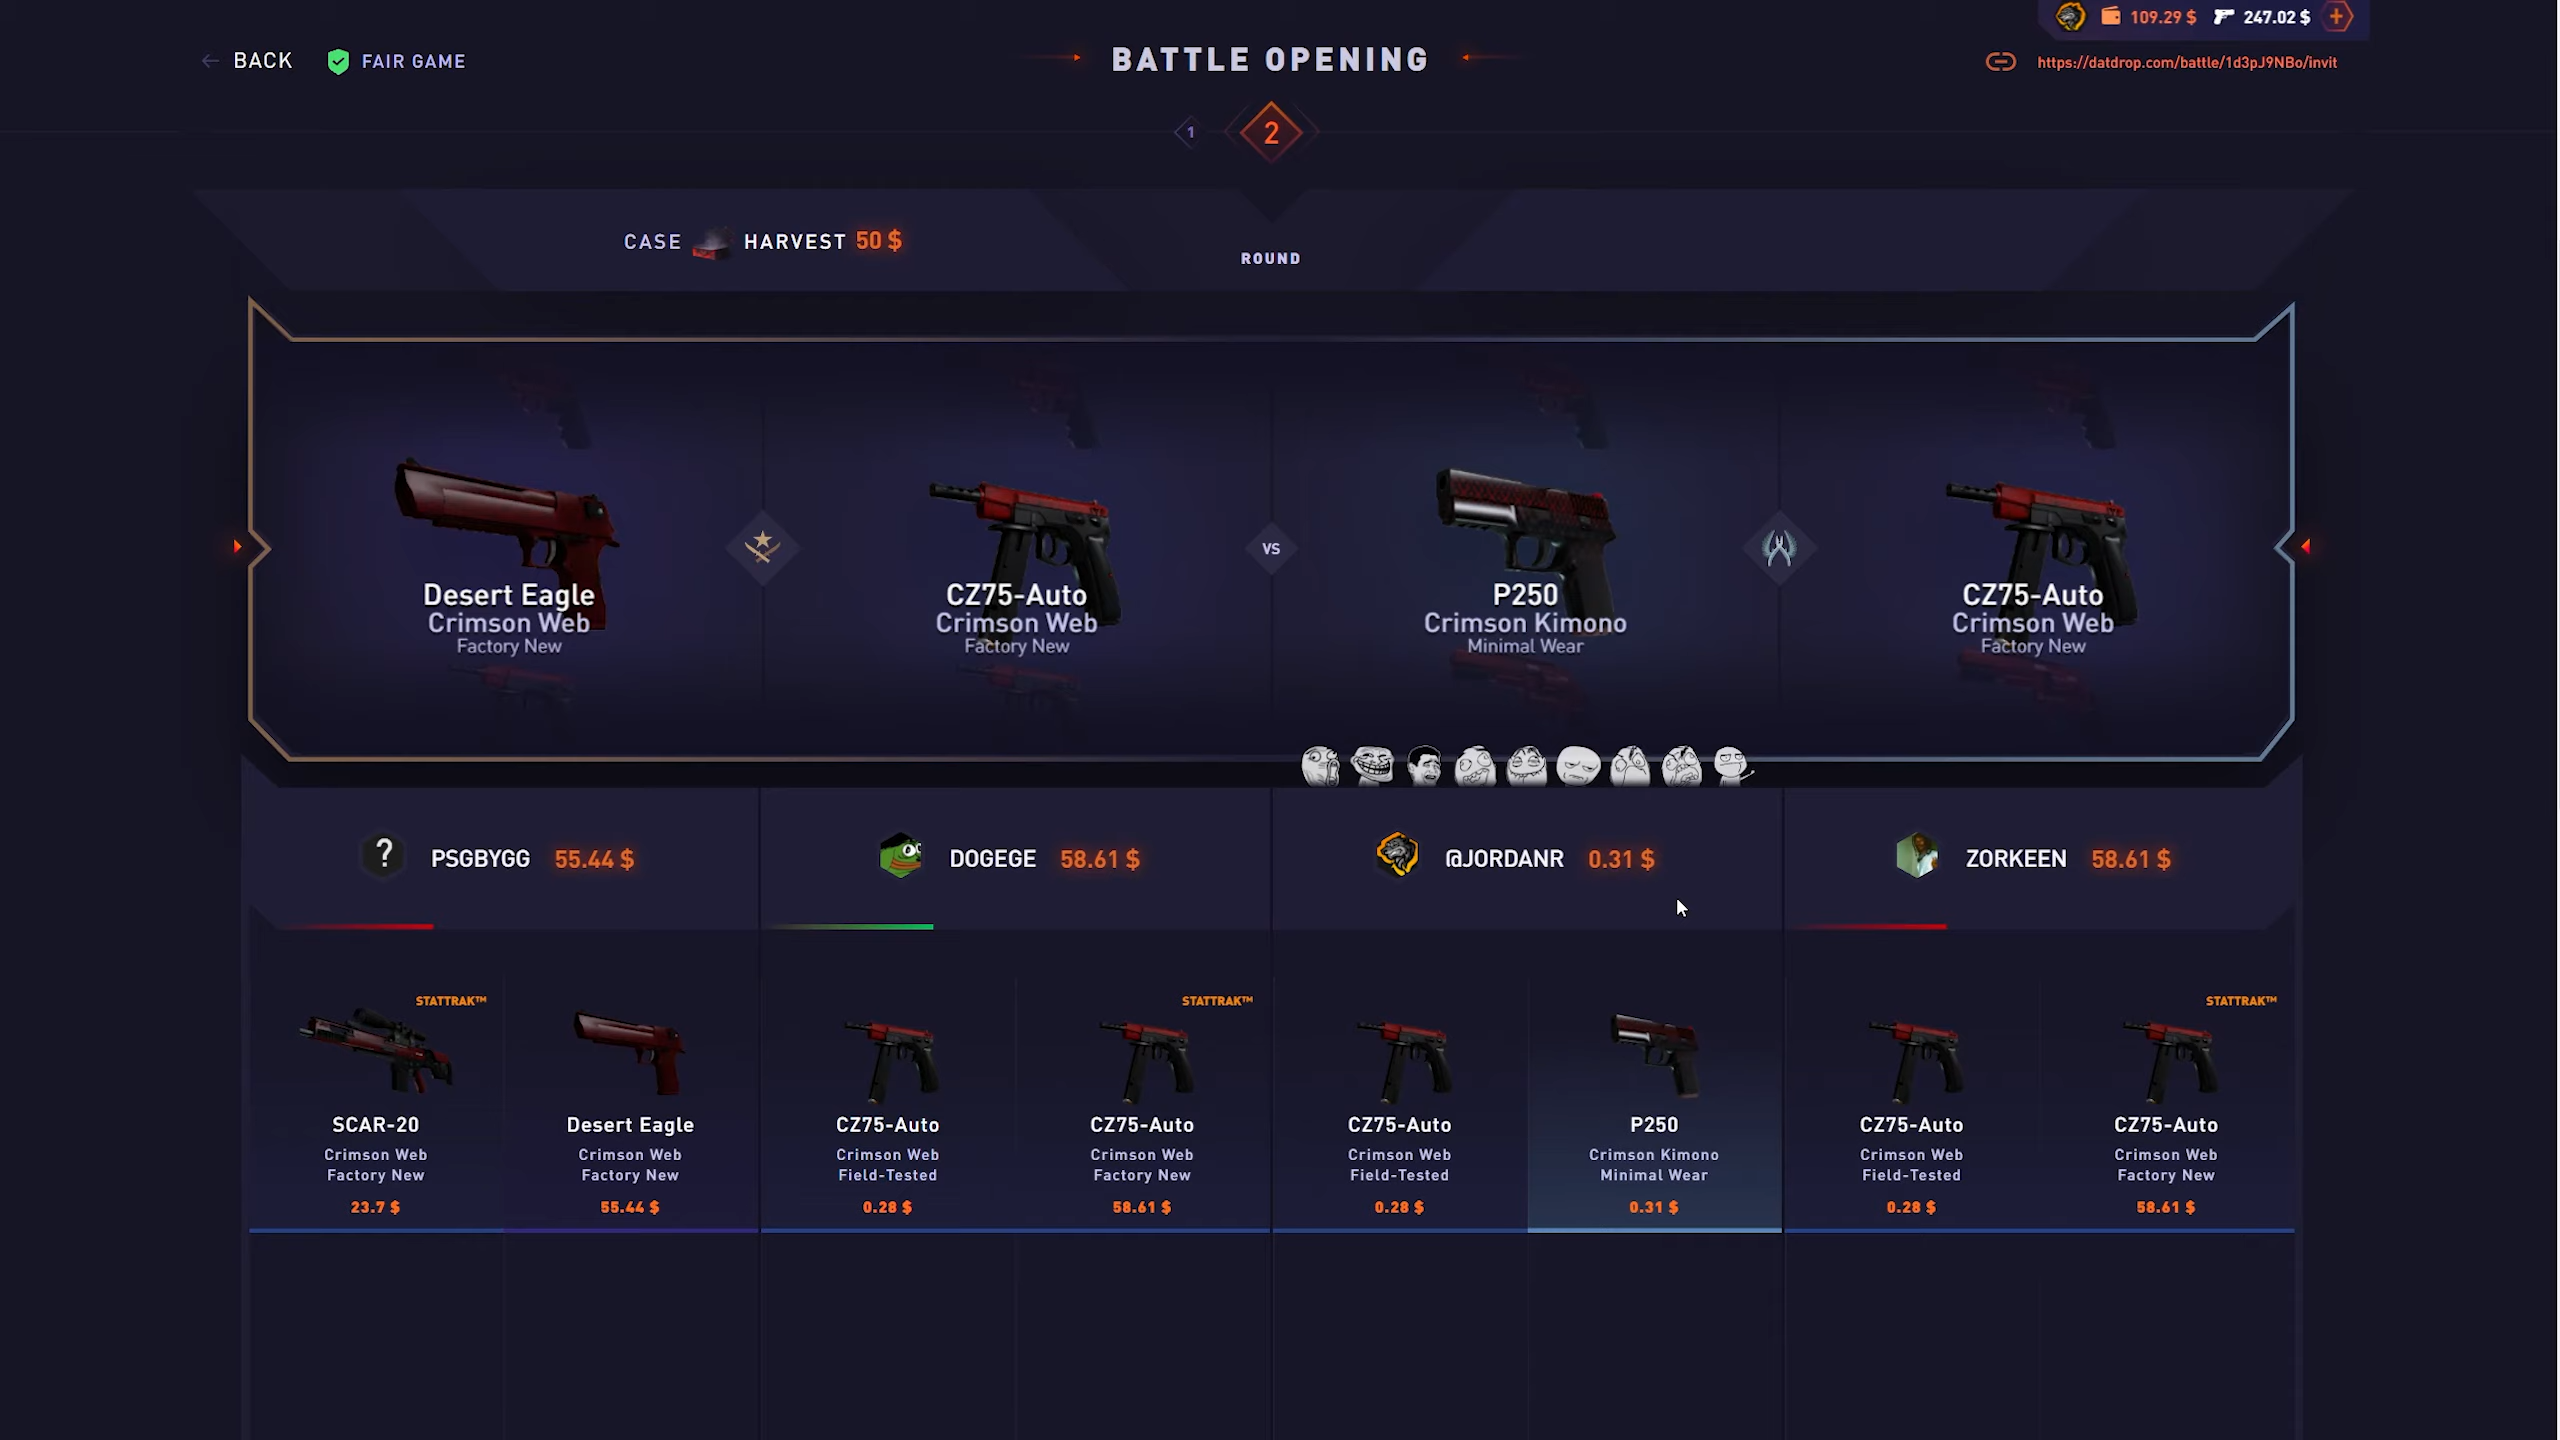 109.29 $ 247.02 $
BACK FAIR GAME
BATTLE OPENING
https://datdrop.com/battle/1d3pJ9NBo/invit
1 2
CASE HARVEST 50 $
ROUND
Desert Eagle
Crimson Web
Factory New
CZ75-Auto
Crimson Web
Factory New
VS
P250
Crimson Kimono
Minimal Wear
CZ75-Auto
Crimson Web
Factory New
? PSGBYGG 55.44 $
DOGEGE 58.61 $
@JORDANR 0.31 $
ZORKEEN 58.61 $
SCAR-20
Crimson Web
Factory New
23.7 $
STATTRAK™
Desert Eagle
Crimson Web
Factory New
55.44 $
CZ75-Auto
Crimson Web
Field-Tested
0.28 $
STATTRAK™
CZ75-Auto
Crimson Web
Factory New
58.61 $
CZ75-Auto
Crimson Web
Field-Tested
0.28 $
P250
Crimson Kimono
Minimal Wear
0.31 $
CZ75-Auto
Crimson Web
Field-Tested
0.28 $
STATTRAK™
CZ75-Auto
Crimson Web
Factory New
58.61 $